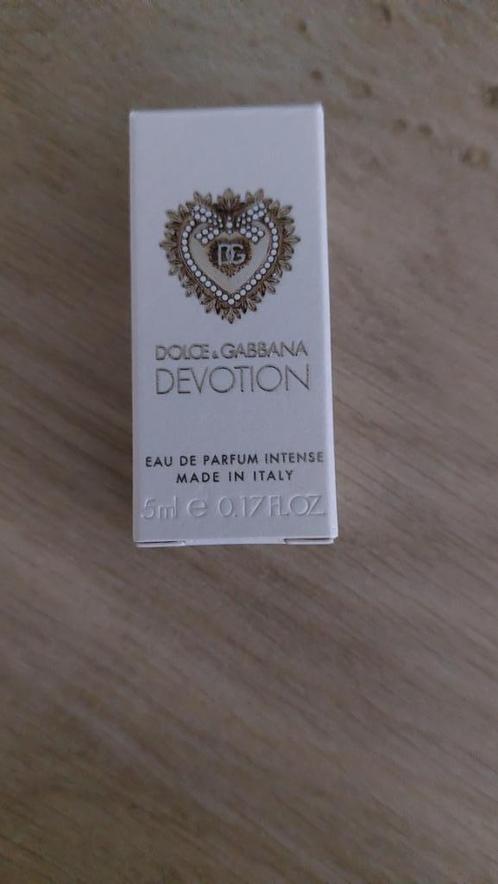 DG
DOLCE & GABBANA
DEVOTION
EAU DE PARFUM INTENSE
MADE IN ITALY
5ml e 0.17 FL.OZ.